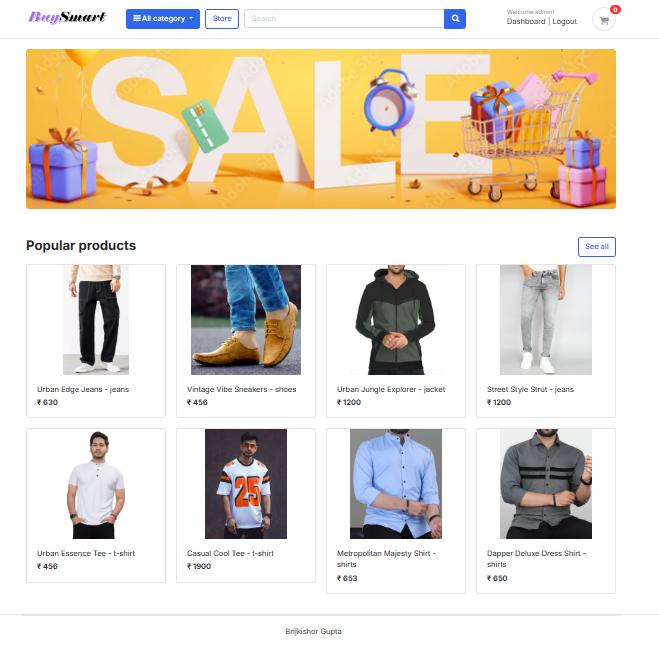 BuySmart
All category
Store
Search
Welcome admin!
Dashboard | Logout
0
SALE
Popular products
See all
Urban Edge Jeans - jeans
₹ 630
Vintage Vibe Sneakers - shoes
₹ 456
Urban Jungle Explorer - jacket
₹ 1200
Street Style Strut - jeans
₹ 1200
25
Urban Essence Tee - t-shirt
₹ 456
Casual Cool Tee - t-shirt
₹ 1900
Metropolitan Majesty Shirt -
shirts
₹ 653
Dapper Deluxe Dress Shirt -
shirts
₹ 650
Brijkishor Gupta